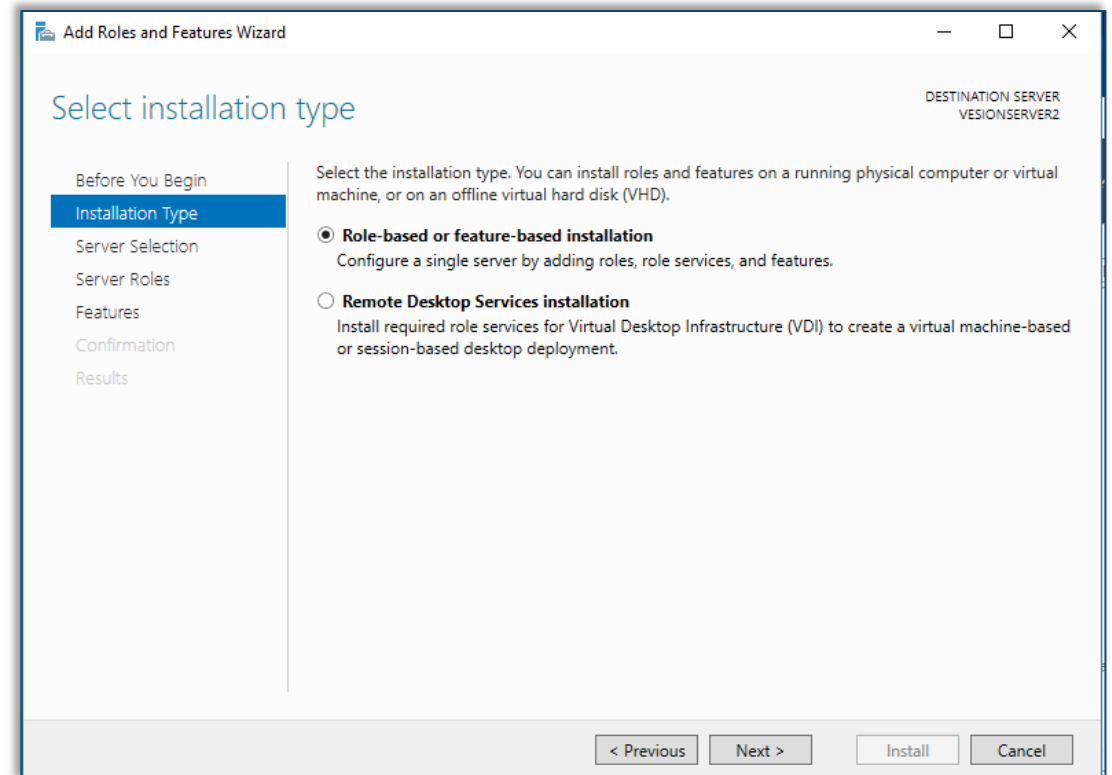 Add Roles and Features Wizard
Select installation type
DESTINATION SERVER
VESIONSERVER2
Before You Begin
Installation Type
Server Selection
Server Roles
Features
Confirmation
Results
Select the installation type. You can install roles and features on a running physical computer or virtual
machine, or on an offline virtual hard disk (VHD).
Role-based or feature-based installation
Configure a single server by adding roles, role services, and features.
Remote Desktop Services installation
Install required role services for Virtual Desktop Infrastructure (VDI) to create a virtual machine-based
or session-based desktop deployment.
< Previous
Next >
Install
Cancel